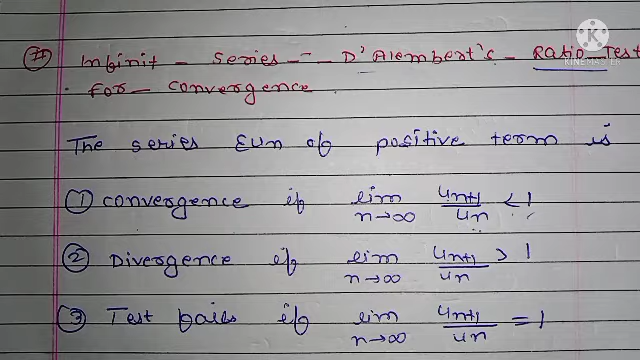 # Infinit - Series - - D'Alembert's - Ratio Test
for - convergence
The series Σun of positive term is
① convergence if lim n→∞ un+1/un < 1
② Divergence if lim n→∞ un+1/un > 1
③ Test fails if lim n→∞ un+1/un = 1
KINEMASTER